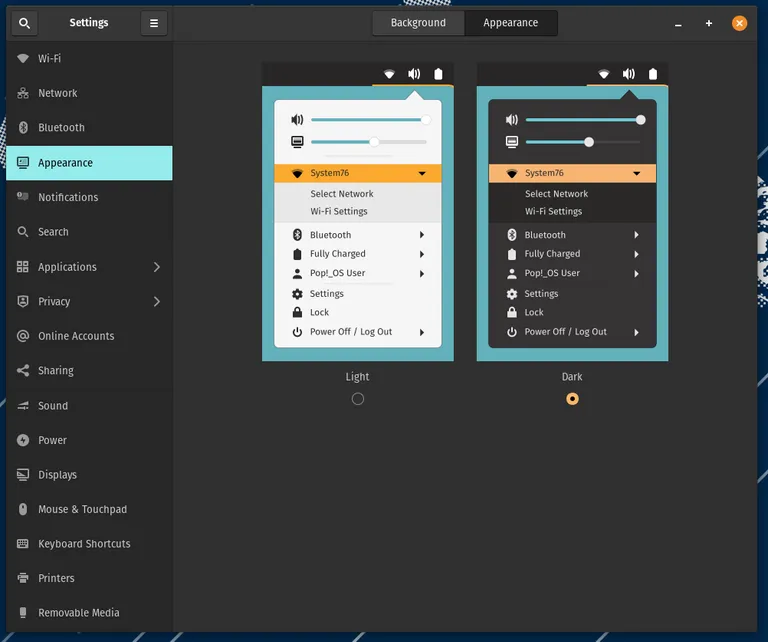 Settings
Background
Appearance
Wi-Fi
Network
Bluetooth
Appearance
Notifications
Search
Applications
Privacy
Online Accounts
Sharing
Sound
Power
Displays
Mouse & Touchpad
Keyboard Shortcuts
Printers
Removable Media
System76
Select Network
Wi-Fi Settings
Bluetooth
Fully Charged
Pop!_OS User
Settings
Lock
Power Off / Log Out
Light
System76
Select Network
Wi-Fi Settings
Bluetooth
Fully Charged
Pop!_OS User
Settings
Lock
Power Off / Log Out
Dark